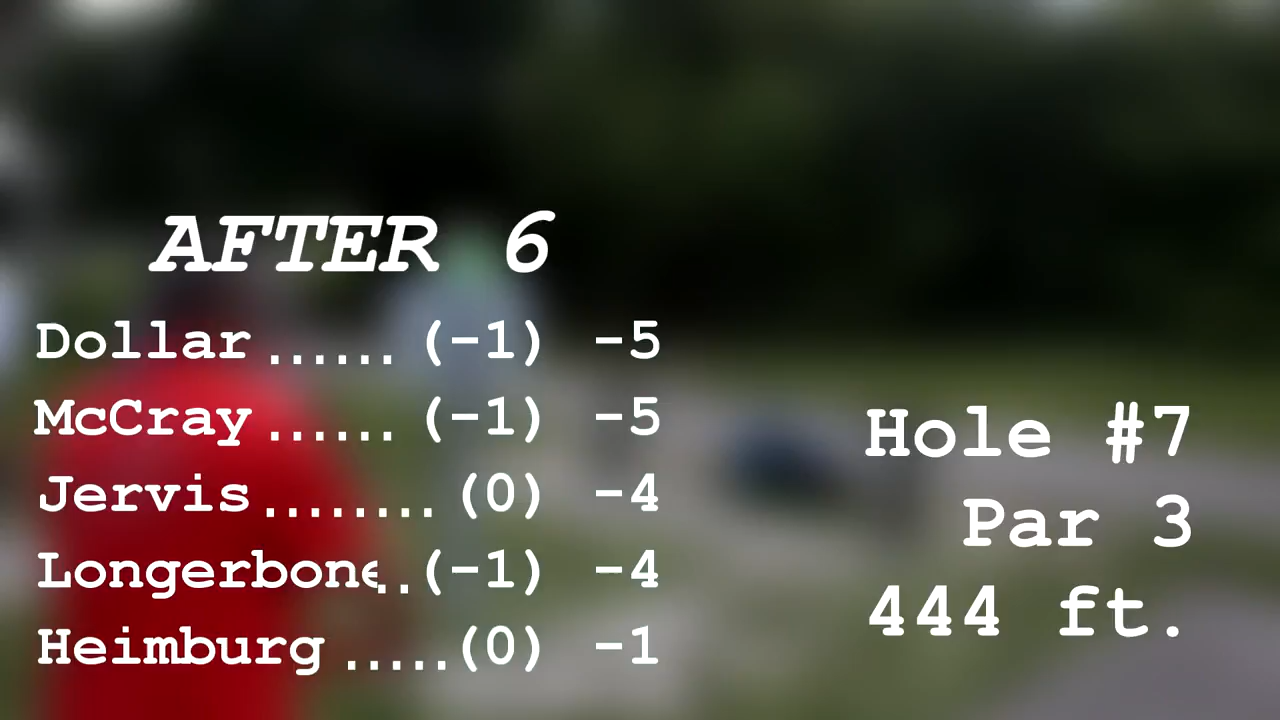 AFTER 6
Dollar ...... (-1) -5
McCray ...... (-1) -5
Jervis ........ (0) -4
Longerbone..(-1) -4
Heimburg .....(0) -1
Hole #7
Par 3
444 ft.